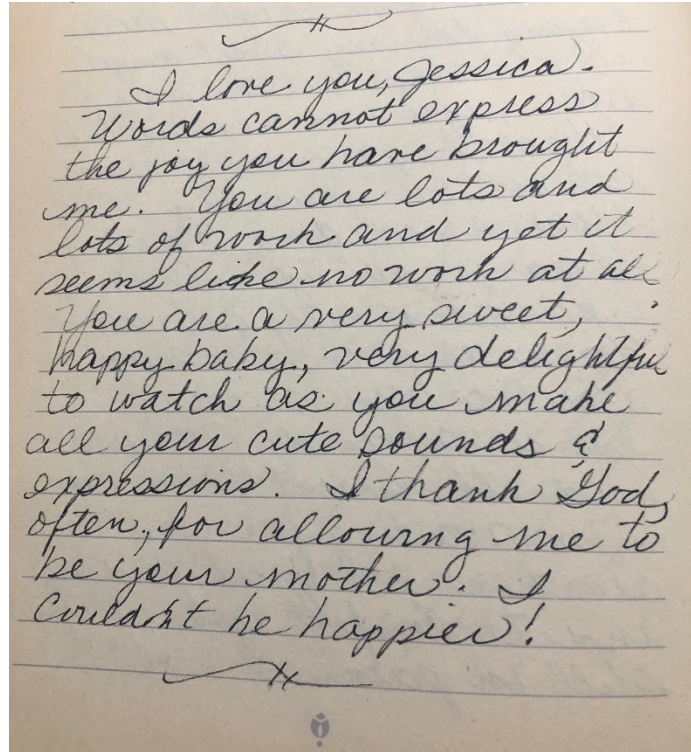 I love you, Jessica.
Words cannot express
the joy you have brought
me. You are lots and
lots of work and yet it
seems like no work at all.
You are a very sweet,
happy baby, very delightful
to watch as you make
all your cute sounds &
expressions. I thank God,
often, for allowing me to
be your mother. I
Couldn't be happier!